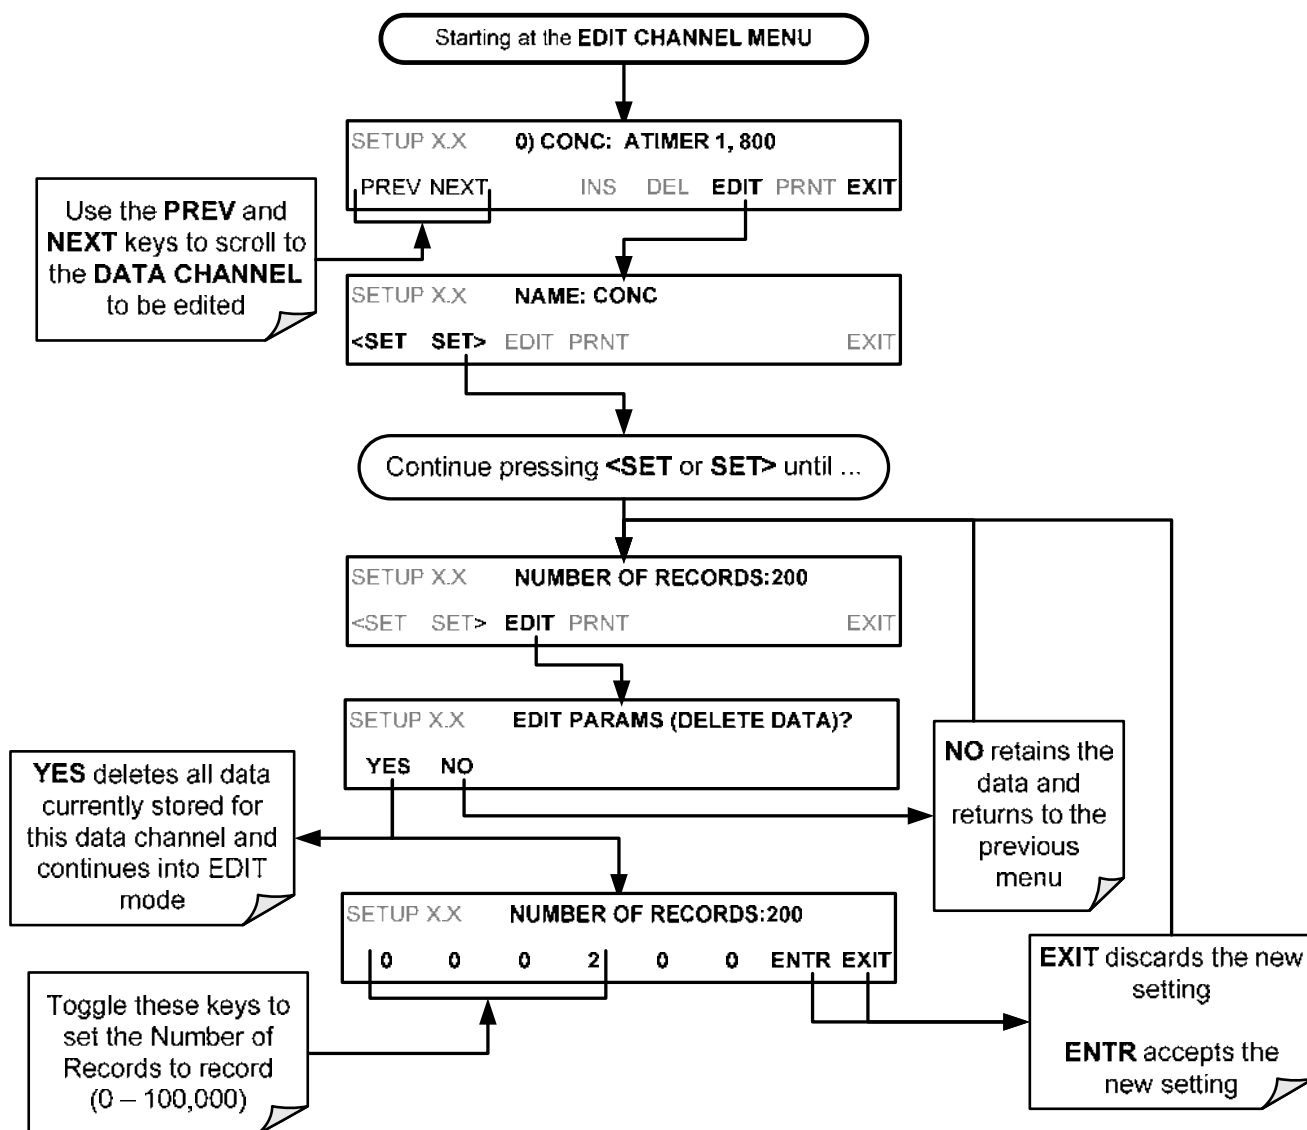 Starting at the EDIT CHANNEL MENU
SETUP X.X 0) CONC: ATIMER 1, 800
PREV NEXT INS DEL EDIT PRNT EXIT
Use the PREV and
NEXT keys to scroll to
the DATA CHANNEL
to be edited
SETUP X.X NAME: CONC
<SET SET> EDIT PRNT EXIT
Continue pressing <SET or SET> until ...
SETUP X.X NUMBER OF RECORDS:200
<SET SET> EDIT PRNT EXIT
SETUP X.X EDIT PARAMS (DELETE DATA)?
YES NO
YES deletes all data
currently stored for
this data channel and
continues into EDIT
mode
NO retains the
data and
returns to the
previous
menu
SETUP X.X NUMBER OF RECORDS:200
0 0 0 2 0 0 ENTR EXIT
Toggle these keys to
set the Number of
Records to record
(0 – 100,000)
EXIT discards the new
setting
ENTR accepts the
new setting